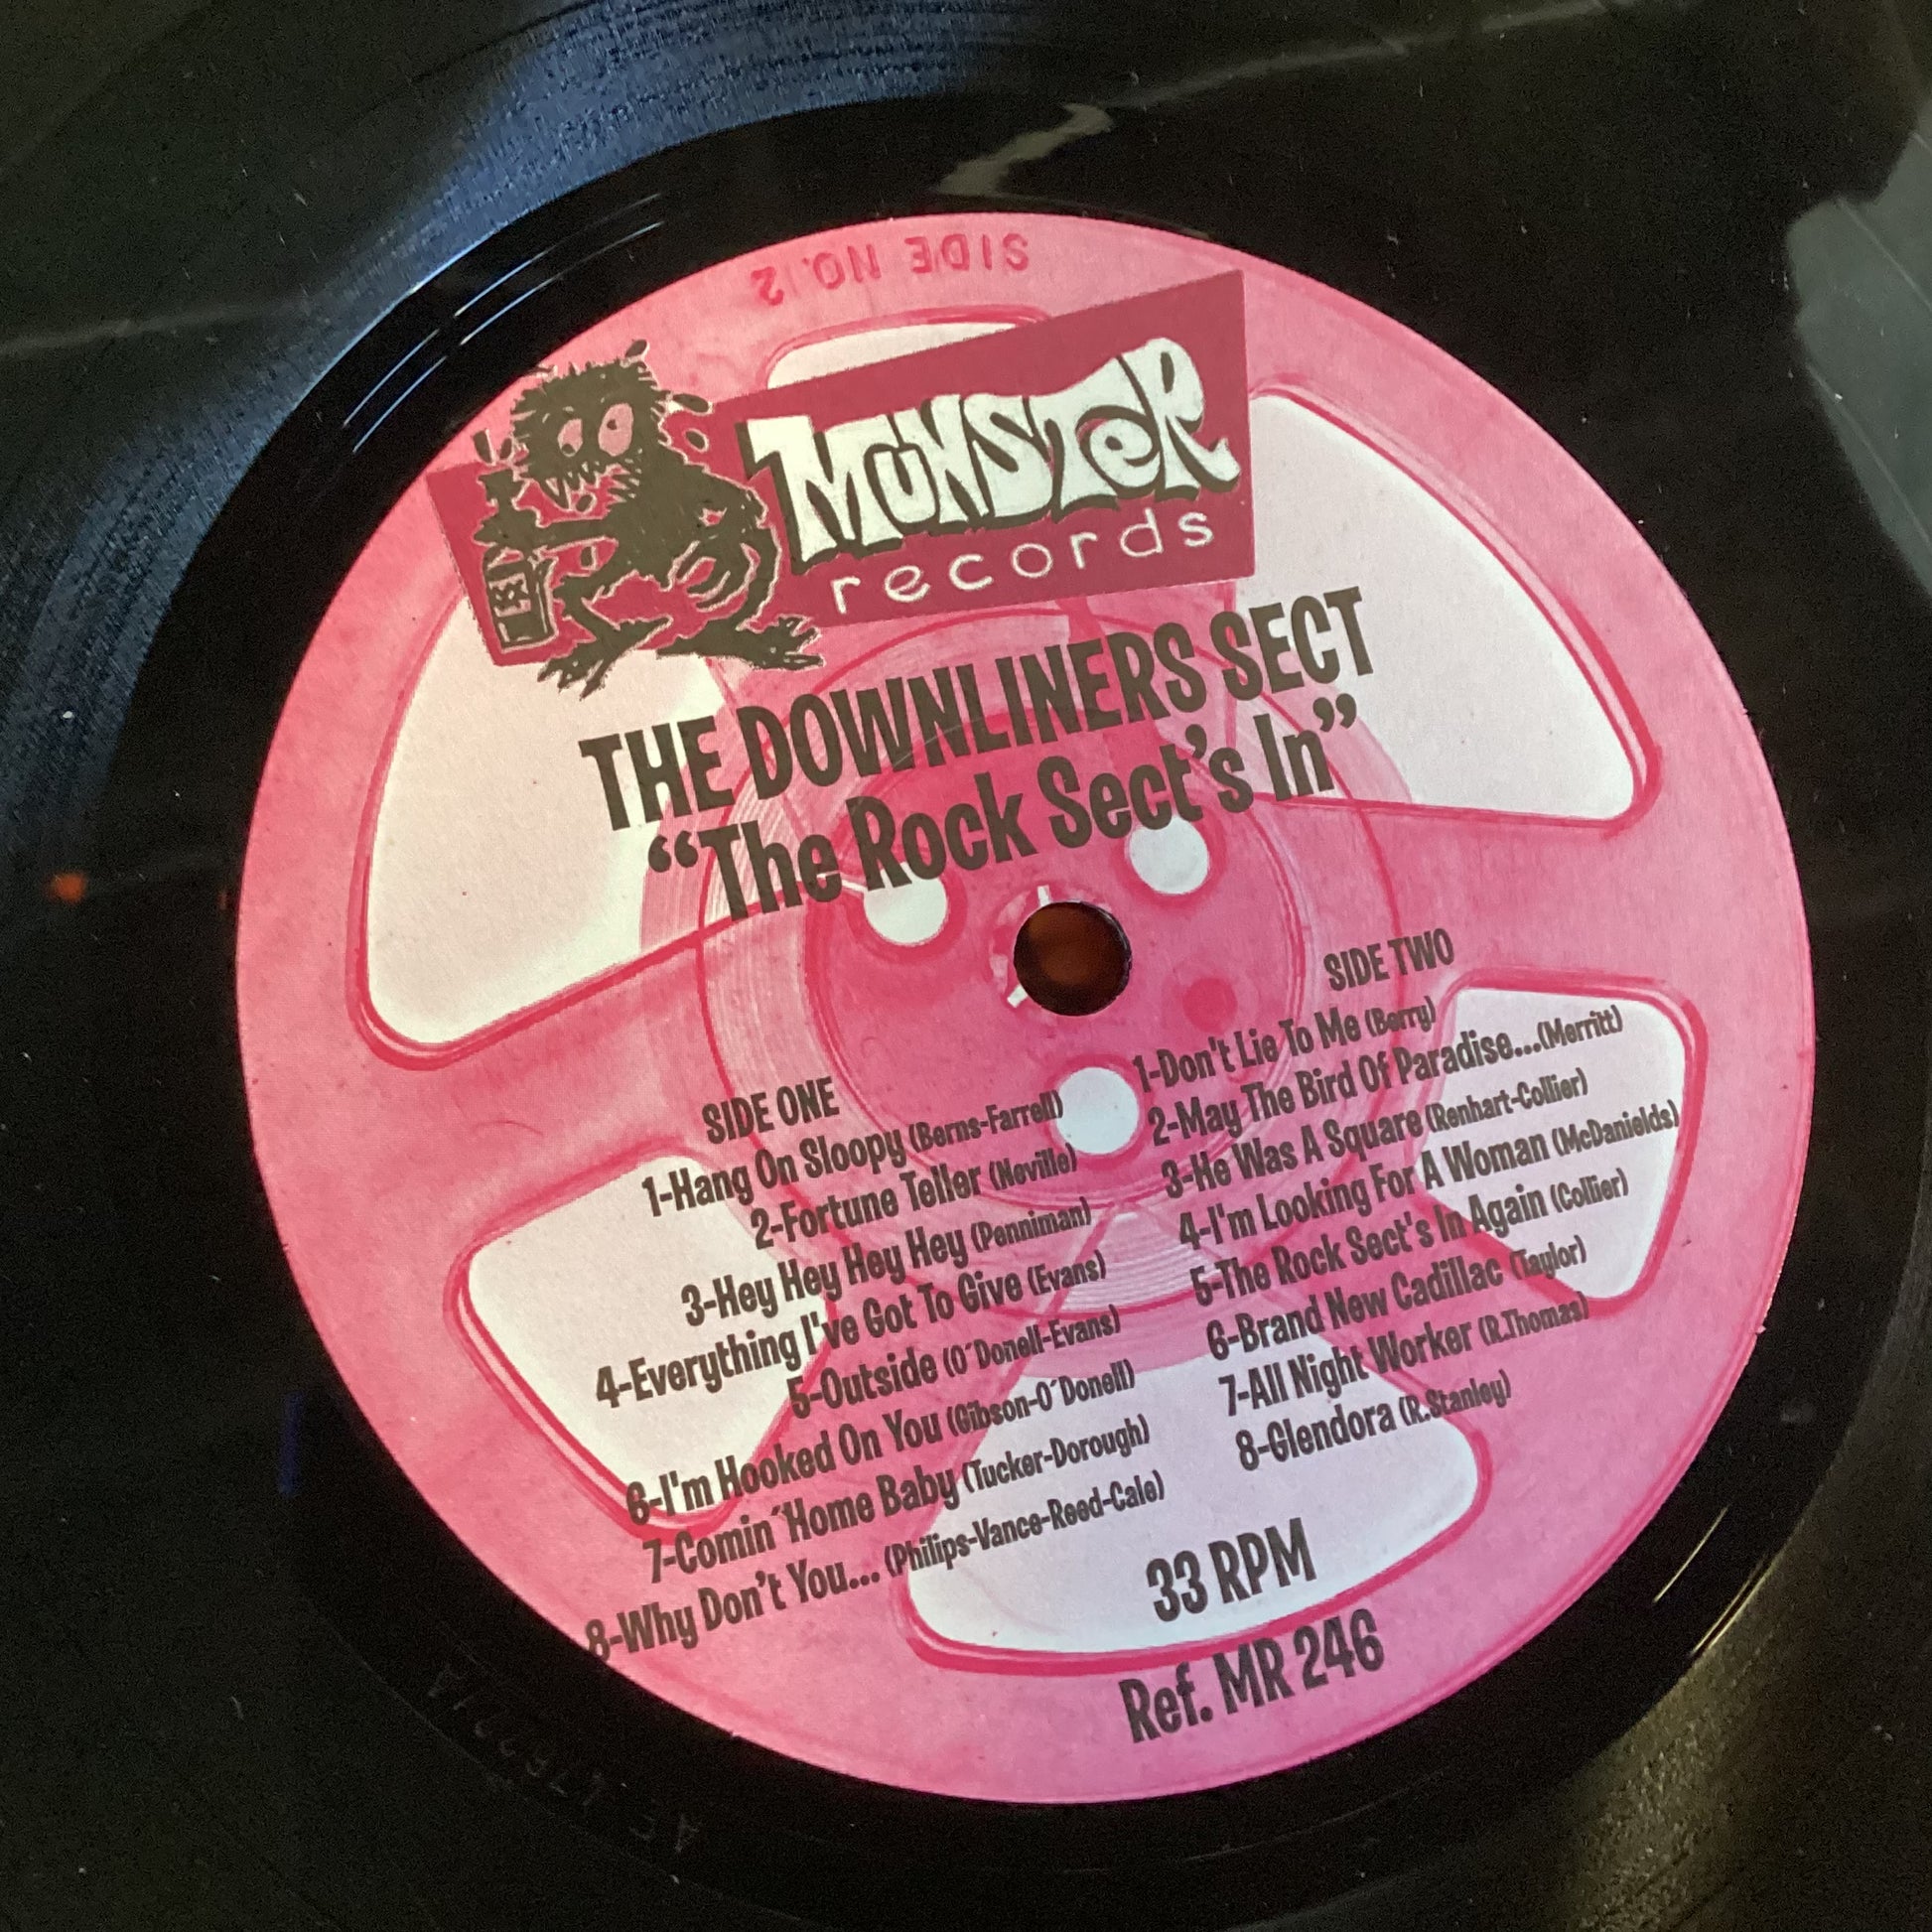 SIDE NO. 2
MUNSTER
records
THE DOWNLINERS SECT
“The Rock Sect’s In”
SIDE ONE
1-Hang On Sloopy (Berns-Farrell)
2-Fortune Teller (Neville)
3-Hey Hey Hey Hey (Penniman)
4-Everything I've Got To Give (Evans)
5-Outside (O´Donell-Evans)
6-I'm Hooked On You (Gibson-O´Donell)
7-Comin´Home Baby (Tucker-Dorough)
8-Why Don’t You... (Philips-Vance-Reed-Cale)
SIDE TWO
1-Don't Lie To Me (Berry)
2-May The Bird Of Paradise...(Merritt)
3-He Was A Square (Renhart-Collier)
4-I'm Looking For A Woman (McDanields)
5-The Rock Sect's In Again (Collier)
6-Brand New Cadillac (Taylor)
7-All Night Worker (R.Thomas)
8-Glendora (R.Stanley)
33 RPM
Ref. MR 246